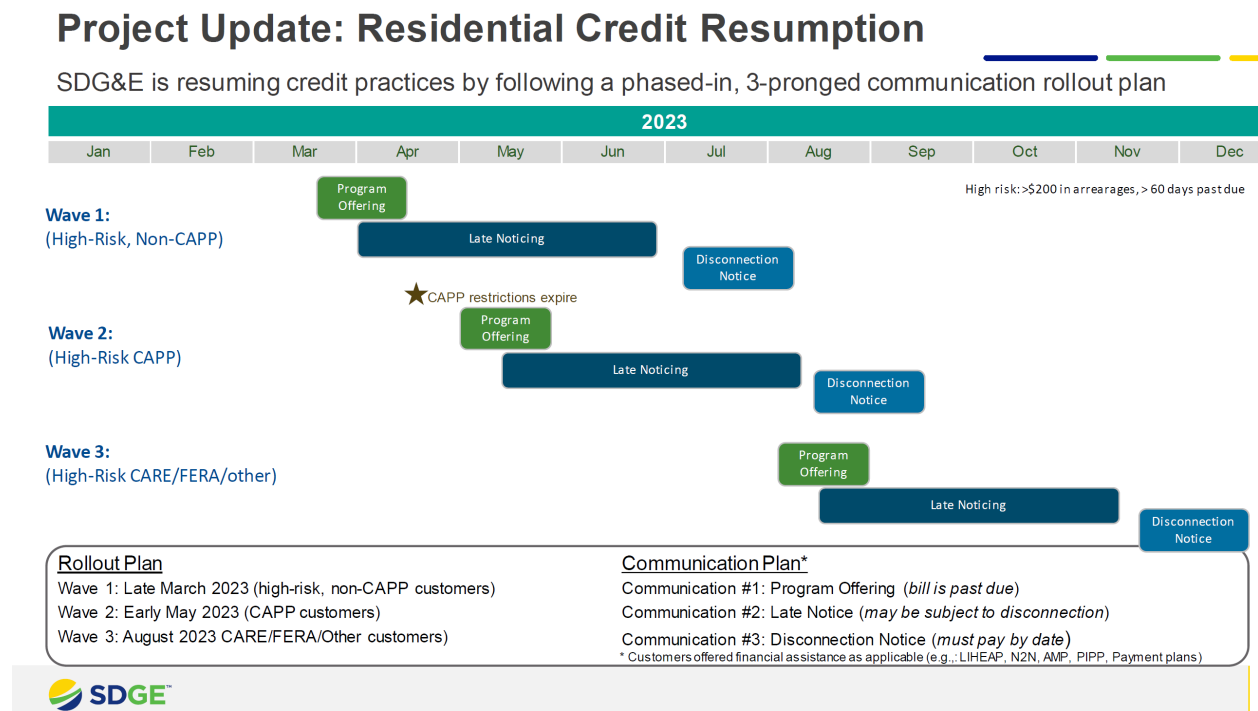 Project Update: Residential Credit Resumption
SDG&E is resuming credit practices by following a phased-in, 3-pronged communication rollout plan
2023
Jan Feb Mar Apr May Jun Jul Aug Sep Oct Nov Dec
High risk: >$200 in arrearages, > 60 days past due
Wave 1:
(High-Risk, Non-CAPP)
Program
Offering
Late Noticing
Disconnection
Notice
CAPP restrictions expire
Wave 2:
(High-Risk CAPP)
Program
Offering
Late Noticing
Disconnection
Notice
Wave 3:
(High-Risk CARE/FERA/other)
Program
Offering
Late Noticing
Disconnection
Notice
Rollout Plan
Wave 1: Late March 2023 (high-risk, non-CAPP customers)
Wave 2: Early May 2023 (CAPP customers)
Wave 3: August 2023 CARE/FERA/Other customers)
Communication Plan*
Communication #1: Program Offering (bill is past due)
Communication #2: Late Notice (may be subject to disconnection)
Communication #3: Disconnection Notice (must pay by date)
* Customers offered financial assistance as applicable (e.g.,: LIHEAP, N2N, AMP, PIPP, Payment plans)
SDGE™